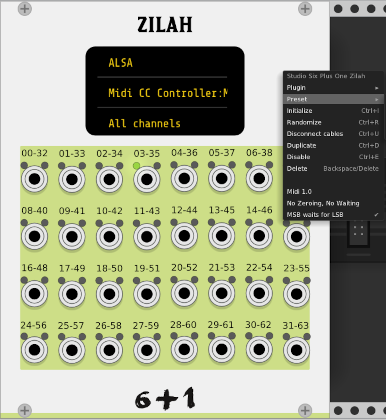 ZILAH
ALSA
Midi CC Controller:M
All channels
00-32 01-33 02-34 03-35 04-36 05-37 06-38
08-40 09-41 10-42 11-43 12-44 13-45 14-46
16-48 17-49 18-50 19-51 20-52 21-53 22-54 23-55
24-56 25-57 26-58 27-59 28-60 29-61 30-62 31-63
6+1
Studio Six Plus One Zilah
Plugin
Preset
Initialize Ctrl+I
Randomize Ctrl+R
Disconnect cables Ctrl+U
Duplicate Ctrl+D
Disable Ctrl+E
Delete Backspace/Delete
Midi 1.0
No Zeroing, No Waiting
MSB waits for LSB ✔